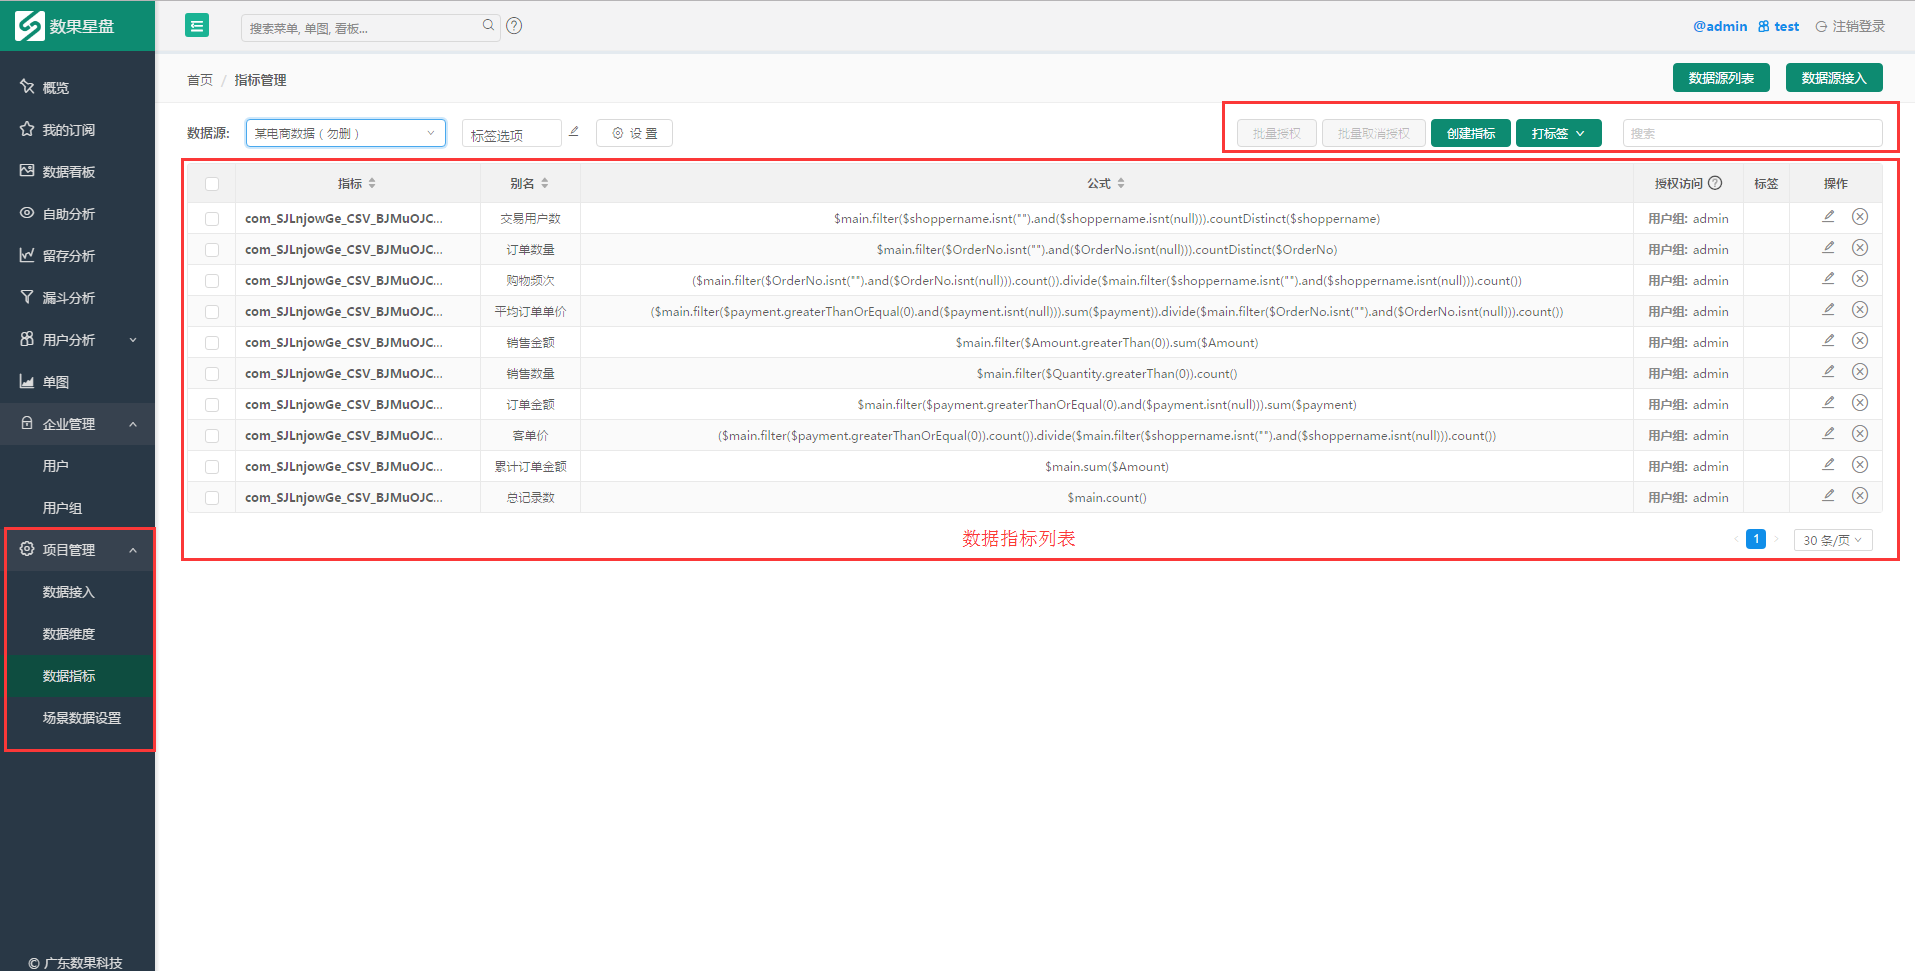 数果星盘
搜索菜单, 单图, 看板...
@admin test 注销登录
首页 / 指标管理
数据源列表 数据源接入
概览
我的订阅
数据看板
自助分析
留存分析
漏斗分析
用户分析
单图
企业管理
用户
用户组
项目管理
数据接入
数据维度
数据指标
场景数据设置
© 广东数果科技
数据源: 某电商数据 ( 勿删 ) 标签选项 设 置 批量授权 批量取消授权 创建指标 打标签 搜索
指标 别名 公式 授权访问 标签 操作
com_SJLnjowGe_CSV_BJMuOJC... 交易用户数 $main.filter($shoppername.isnt("").and($shoppername.isnt(null))).countDistinct($shoppername) 用户组: admin
com_SJLnjowGe_CSV_BJMuOJC... 订单数量 $main.filter($OrderNo.isnt("").and($OrderNo.isnt(null))).countDistinct($OrderNo) 用户组: admin
com_SJLnjowGe_CSV_BJMuOJC... 购物频次 ($main.filter($OrderNo.isnt("").and($OrderNo.isnt(null))).count()).divide($main.filter($shoppername.isnt("").and($shoppername.isnt(null))).count()) 用户组: admin
com_SJLnjowGe_CSV_BJMuOJC... 平均订单单价 ($main.filter($payment.greaterThanOrEqual(0).and($payment.isnt(null))).sum($payment)).divide($main.filter($OrderNo.isnt("").and($OrderNo.isnt(null))).count()) 用户组: admin
com_SJLnjowGe_CSV_BJMuOJC... 销售金额 $main.filter($Amount.greaterThan(0)).sum($Amount) 用户组: admin
com_SJLnjowGe_CSV_BJMuOJC... 销售数量 $main.filter($Quantity.greaterThan(0)).count() 用户组: admin
com_SJLnjowGe_CSV_BJMuOJC... 订单金额 $main.filter($payment.greaterThanOrEqual(0).and($payment.isnt(null))).sum($payment) 用户组: admin
com_SJLnjowGe_CSV_BJMuOJC... 客单价 ($main.filter($payment.greaterThanOrEqual(0)).count()).divide($main.filter($shoppername.isnt("").and($shoppername.isnt(null))).count()) 用户组: admin
com_SJLnjowGe_CSV_BJMuOJC... 累计订单金额 $main.sum($Amount) 用户组: admin
com_SJLnjowGe_CSV_BJMuOJC... 总记录数 $main.count() 用户组: admin
数据指标列表
1 30 条/页